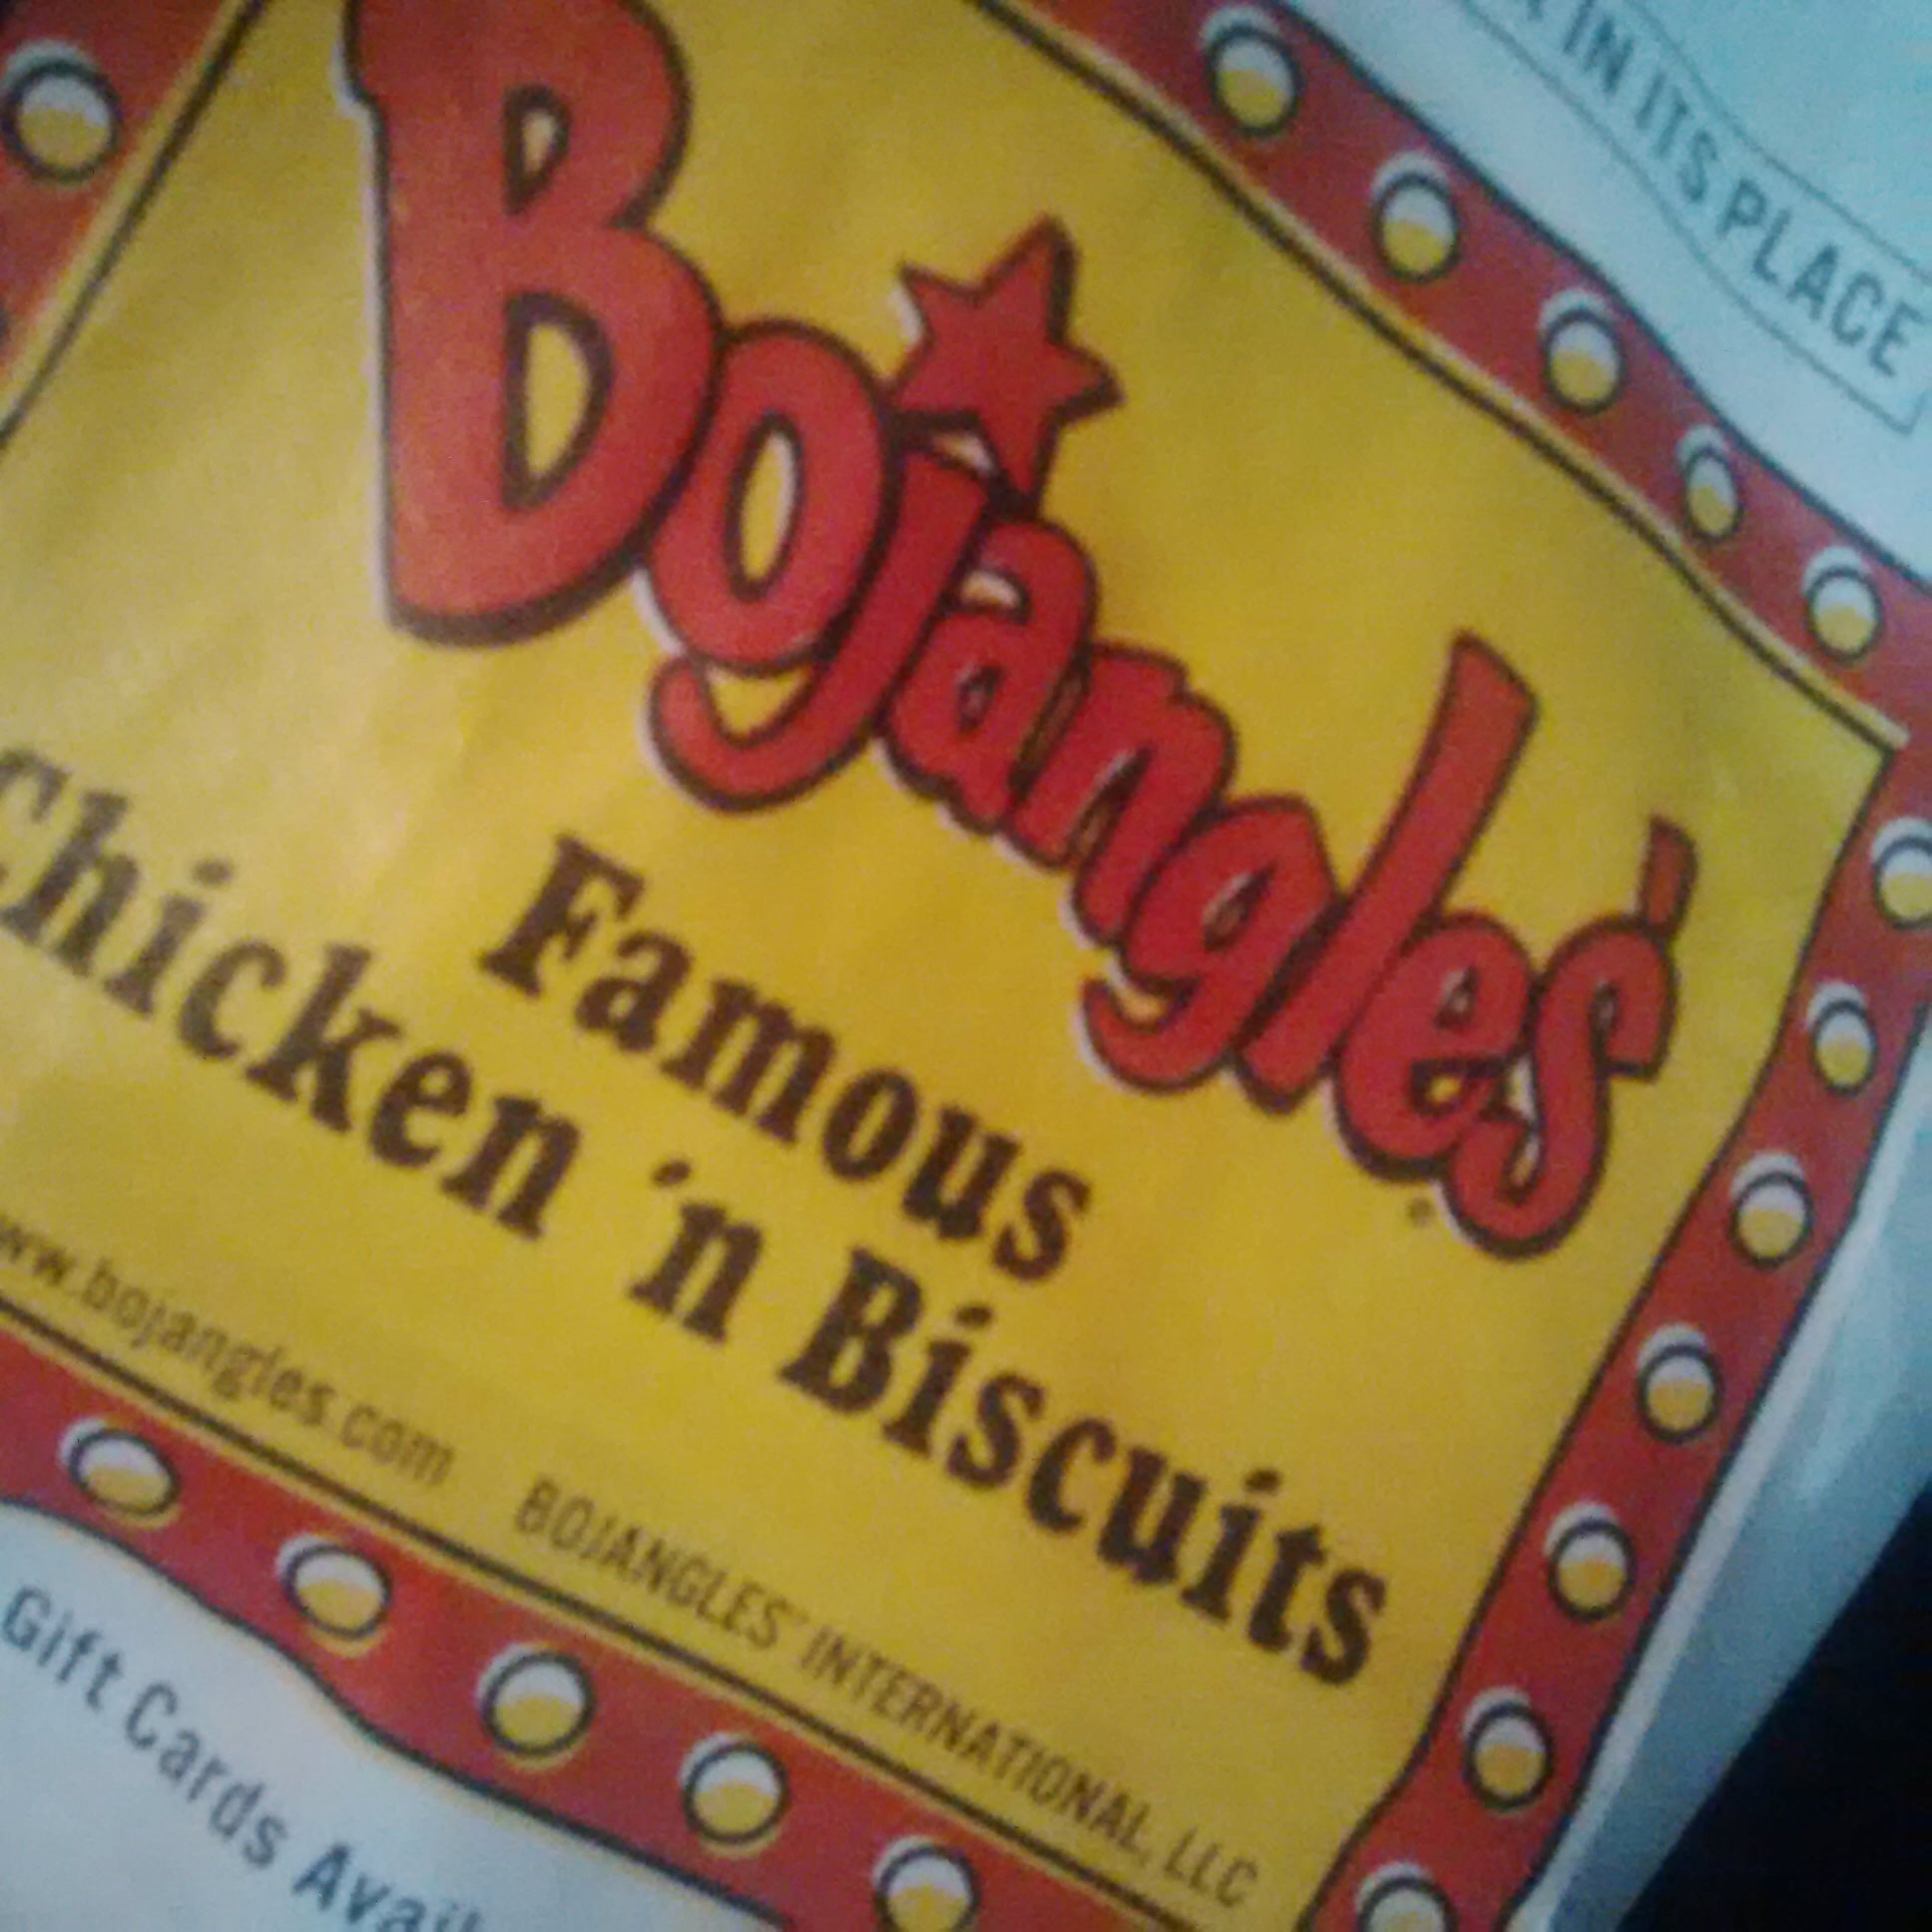 IN ITS PLACE
Bojangles'
Famous
Chicken 'n Biscuits
www.bojangles.com BOJANGLES' INTERNATIONAL, LLC
Gift Cards